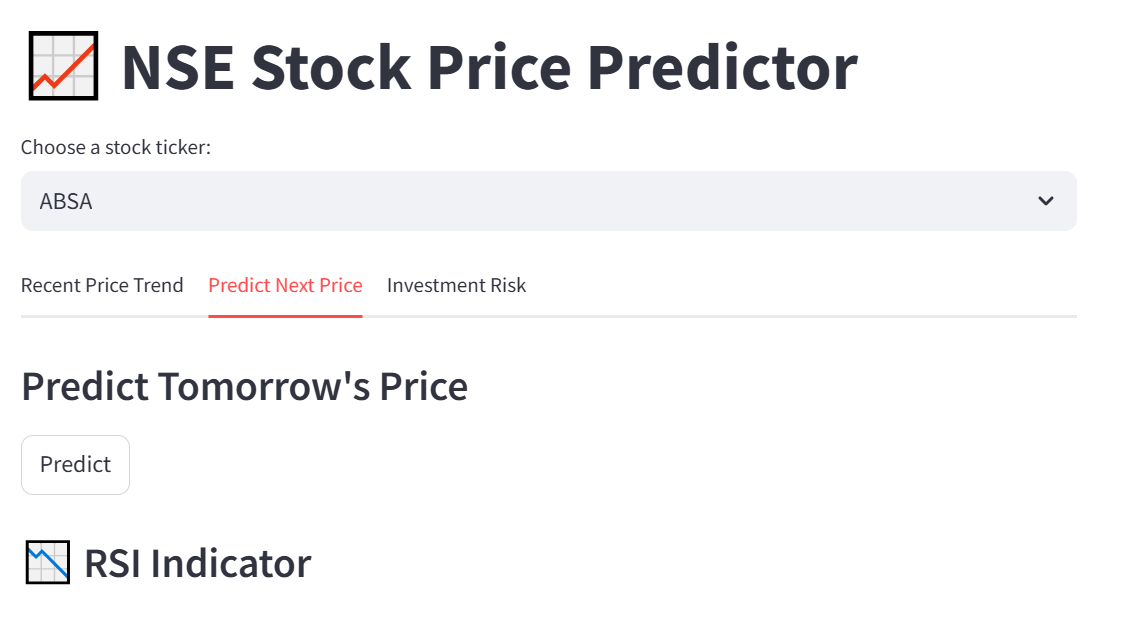 NSE Stock Price Predictor
Choose a stock ticker:
ABSA
Recent Price Trend Predict Next Price Investment Risk
Predict Tomorrow's Price
Predict
RSI Indicator